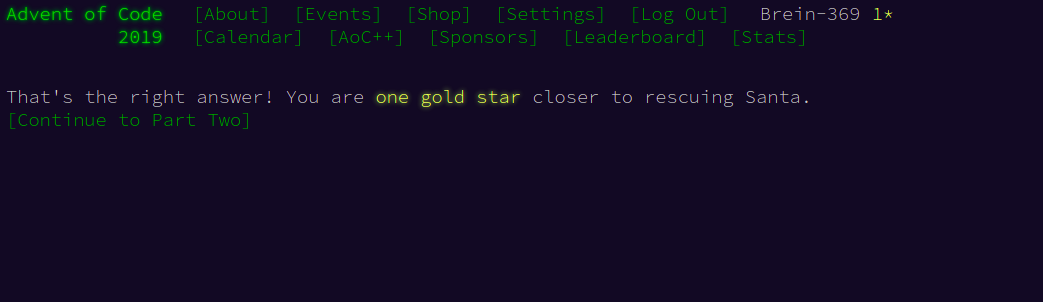 Advent of Code [About] [Events] [Shop] [Settings] [Log Out] Brein-369 1*
2019 [Calendar] [AoC++] [Sponsors] [Leaderboard] [Stats]
That's the right answer! You are one gold star closer to rescuing Santa.
[Continue to Part Two]